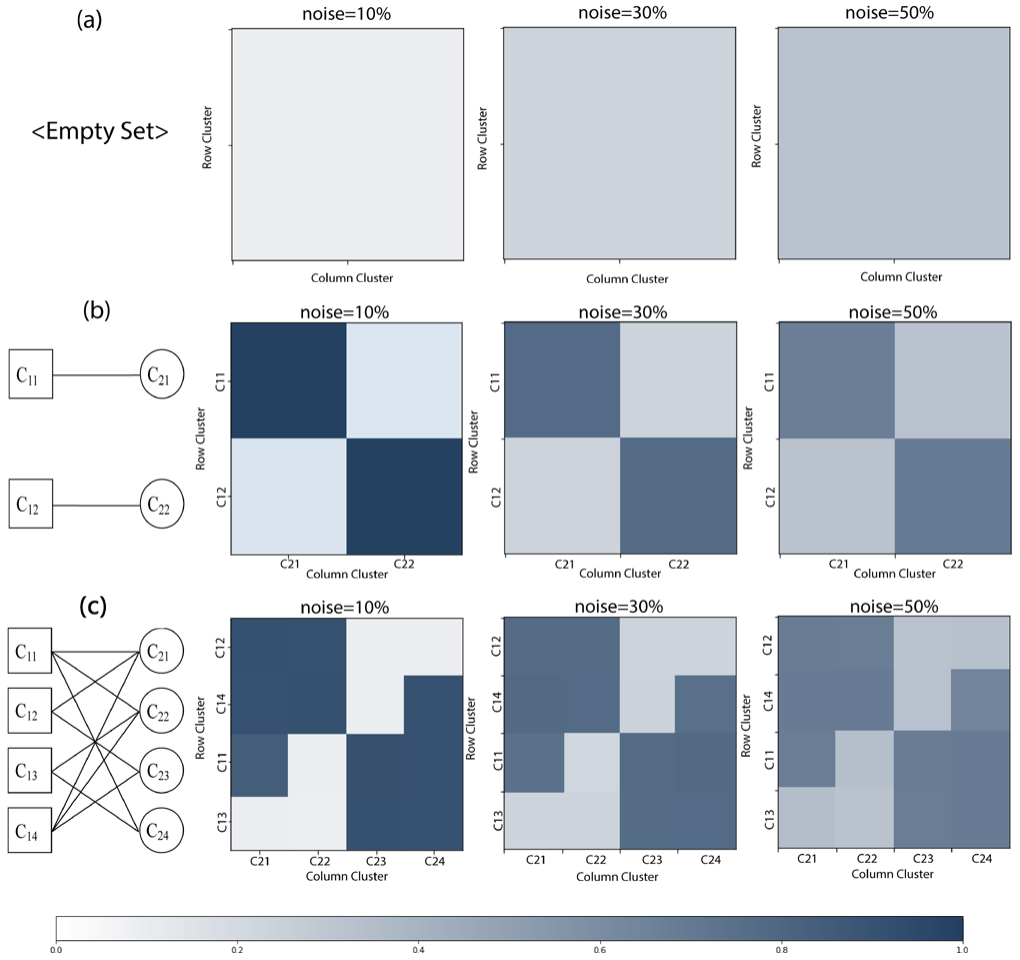 (a)
noise=10%
noise=30%
noise=50%
<Empty Set>
Row Cluster
Row Cluster
Row Cluster
Column Cluster
Column Cluster
Column Cluster
(b)
noise=10%
noise=30%
noise=50%
C11
C21
C12
C22
Row Cluster
C11
C12
C21
C22
Column Cluster
Row Cluster
C11
C12
C21
C22
Column Cluster
Row Cluster
C11
C12
C21
C22
Column Cluster
(c)
noise=10%
noise=30%
noise=50%
C11
C21
C12
C22
C13
C23
C14
C24
Row Cluster
C12
C14
C11
C13
C21
C22
C23
C24
Column Cluster
Row Cluster
C12
C14
C11
C13
C21
C22
C23
C24
Column Cluster
Row Cluster
C12
C14
C11
C13
C21
C22
C23
C24
Column Cluster
0.0
0.2
0.4
0.6
0.8
1.0